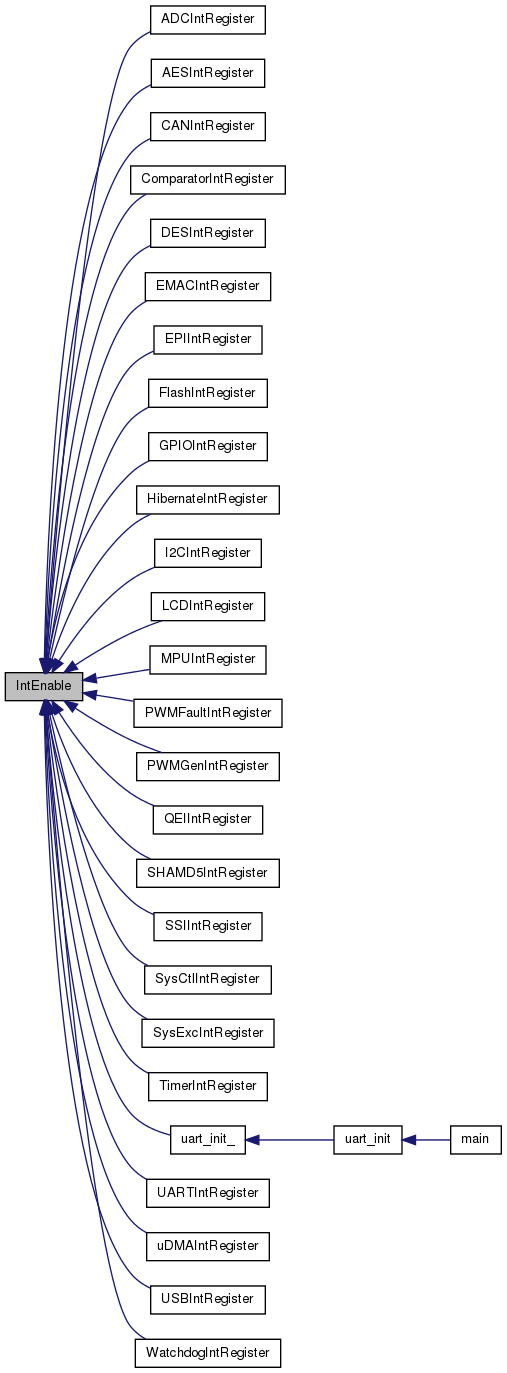 ADCIntRegister
AESIntRegister
CANIntRegister
ComparatorIntRegister
DESIntRegister
EMACIntRegister
EPIIntRegister
FlashIntRegister
GPIOIntRegister
HibernateIntRegister
I2CIntRegister
LCDIntRegister
MPUIntRegister
IntEnable
PWMFaultIntRegister
PWMGenIntRegister
QEIIntRegister
SHAMD5IntRegister
SSIIntRegister
SysCtlIntRegister
SysExcIntRegister
TimerIntRegister
uart_init_ uart_init main
UARTIntRegister
uDMAIntRegister
USBIntRegister
WatchdogIntRegister